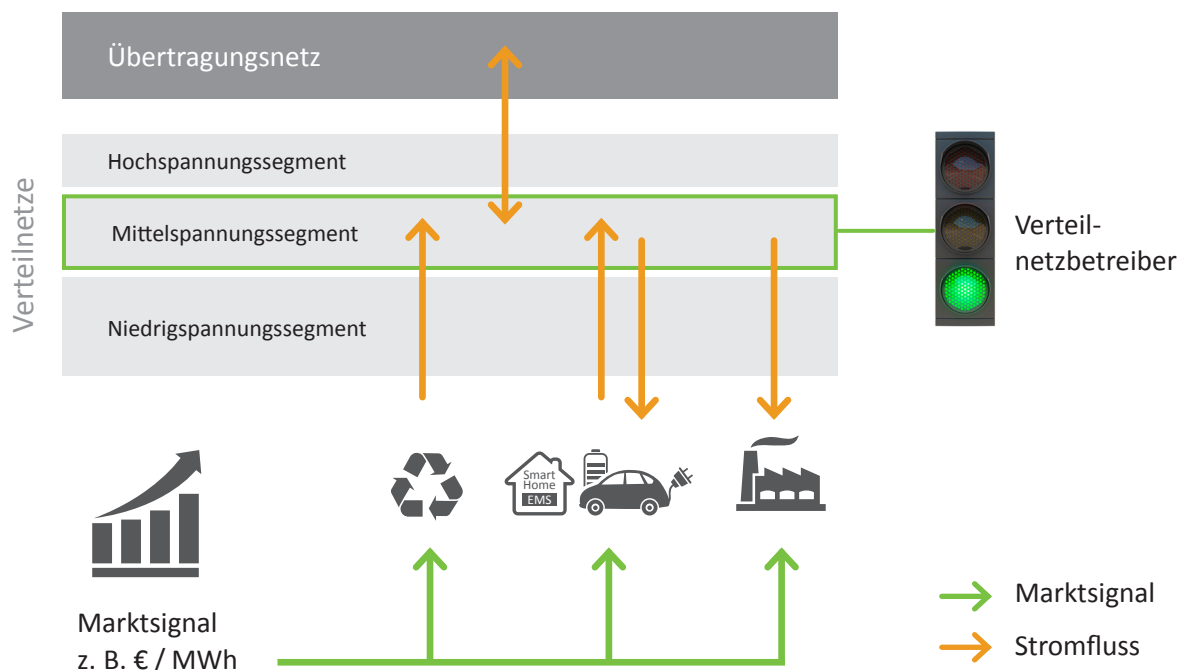 Übertragungsnetz
Verteilnetze
Hochspannungssegment
Mittelspannungssegment
Niedrigspannungssegment
Verteil-
netzbetreiber
Smart
Home
EMS
Marktsignal
z. B. € / MWh
Marktsignal
Stromfluss